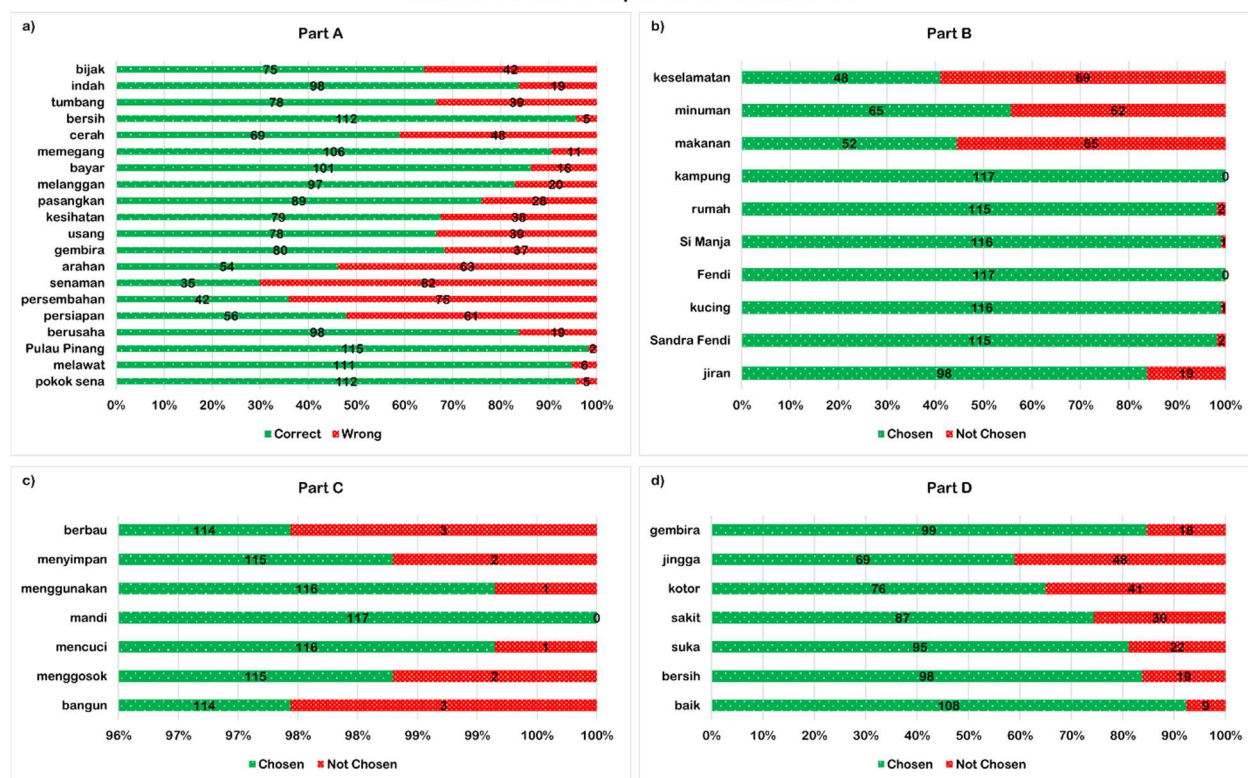 a)
Part A
bijak 75 42
indah 98 19
tumbang 78 39
bersih 112 5
cerah 69 48
memegang 106 11
bayar 101 16
melanggan 97 20
pasangkan 89 28
kesihatan 79 38
usang 78 39
gembira 80 37
arahan 54 63
senaman 35 82
persembahan 42 75
persiapan 56 61
berusaha 98 19
Pulau Pinang 115 2
melawat 111 6
pokok sena 112 5
0% 10% 20% 30% 40% 50% 60% 70% 80% 90% 100%
Correct Wrong
b)
Part B
keselamatan 48 69
minuman 65 52
makanan 52 65
kampung 117 0
rumah 115 2
Si Manja 116 1
Fendi 117 0
kucing 116 1
Sandra Fendi 115 2
jiran 98 19
0% 10% 20% 30% 40% 50% 60% 70% 80% 90% 100%
Chosen Not Chosen
c)
Part C
berbau 114 3
menyimpan 115 2
menggunakan 116 1
mandi 117 0
mencuci 116 1
menggosok 115 2
bangun 114 3
96% 97% 97% 98% 98% 99% 99% 100% 100%
Chosen Not Chosen
d)
Part D
gembira 99 18
jingga 69 48
kotor 76 41
sakit 87 30
suka 95 22
bersih 98 19
baik 108 9
0% 10% 20% 30% 40% 50% 60% 70% 80% 90% 100%
Chosen Not Chosen